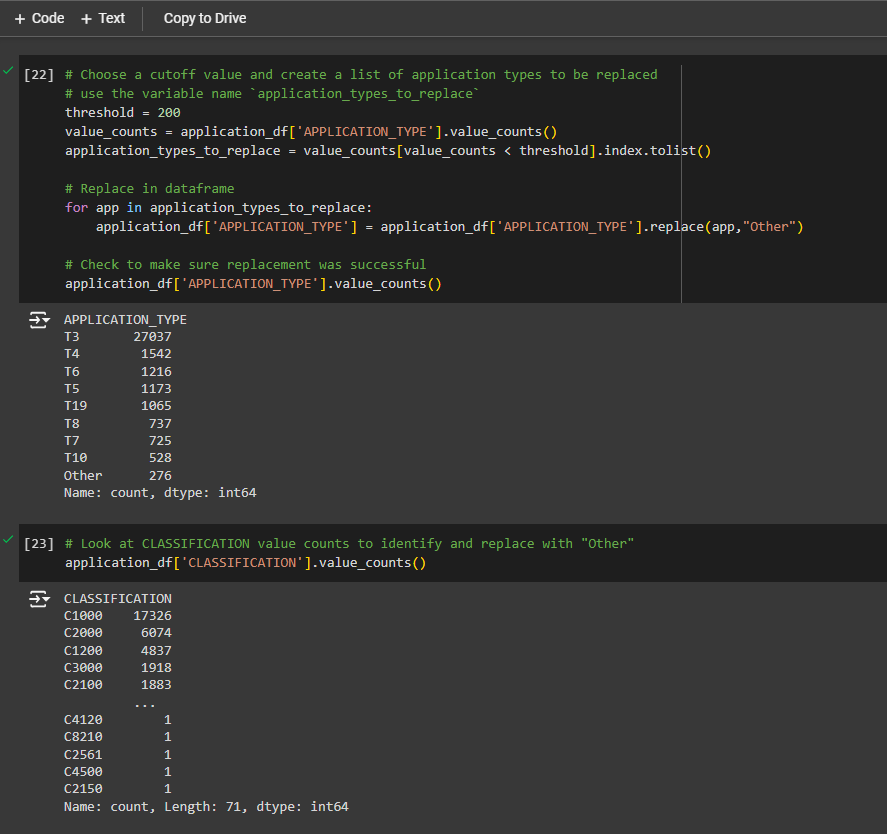 + Code + Text Copy to Drive
[22] # Choose a cutoff value and create a list of application types to be replaced
# use the variable name `application_types_to_replace`
threshold = 200
value_counts = application_df['APPLICATION_TYPE'].value_counts()
application_types_to_replace = value_counts[value_counts < threshold].index.tolist()
# Replace in dataframe
for app in application_types_to_replace:
    application_df['APPLICATION_TYPE'] = application_df['APPLICATION_TYPE'].replace(app,"Other")
# Check to make sure replacement was successful
application_df['APPLICATION_TYPE'].value_counts()
APPLICATION_TYPE
T3       27037
T4        1542
T6        1216
T5        1173
T19       1065
T8         737
T7         725
T10        528
Other      276
Name: count, dtype: int64
[23] # Look at CLASSIFICATION value counts to identify and replace with "Other"
application_df['CLASSIFICATION'].value_counts()
CLASSIFICATION
C1000    17326
C2000     6074
C1200     4837
C3000     1918
C2100     1883
         ...
C4120        1
C8210        1
C2561        1
C4500        1
C2150        1
Name: count, Length: 71, dtype: int64